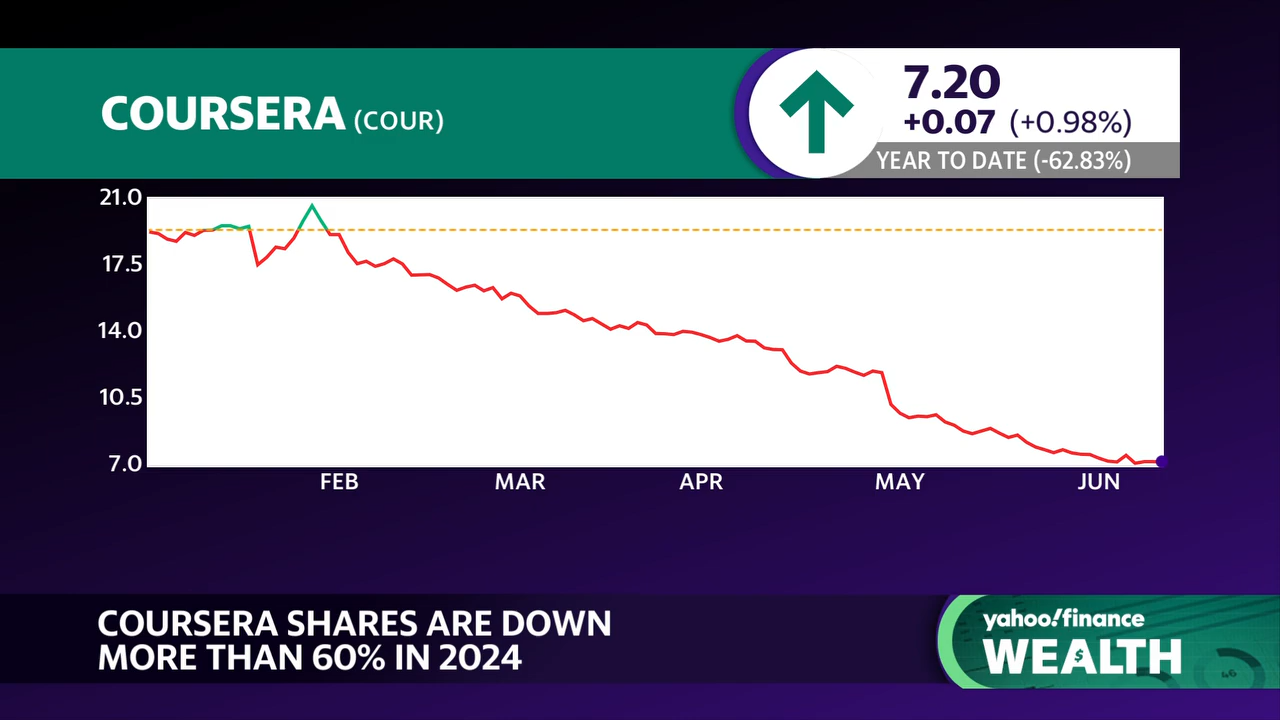 COURSERA (COUR)
7.20
+0.07 (+0.98%)
YEAR TO DATE (-62.83%)
21.0
17.5
14.0
10.5
7.0
FEB MAR APR MAY JUN
COURSERA SHARES ARE DOWN
MORE THAN 60% IN 2024
yahoo!finance
WEALTH